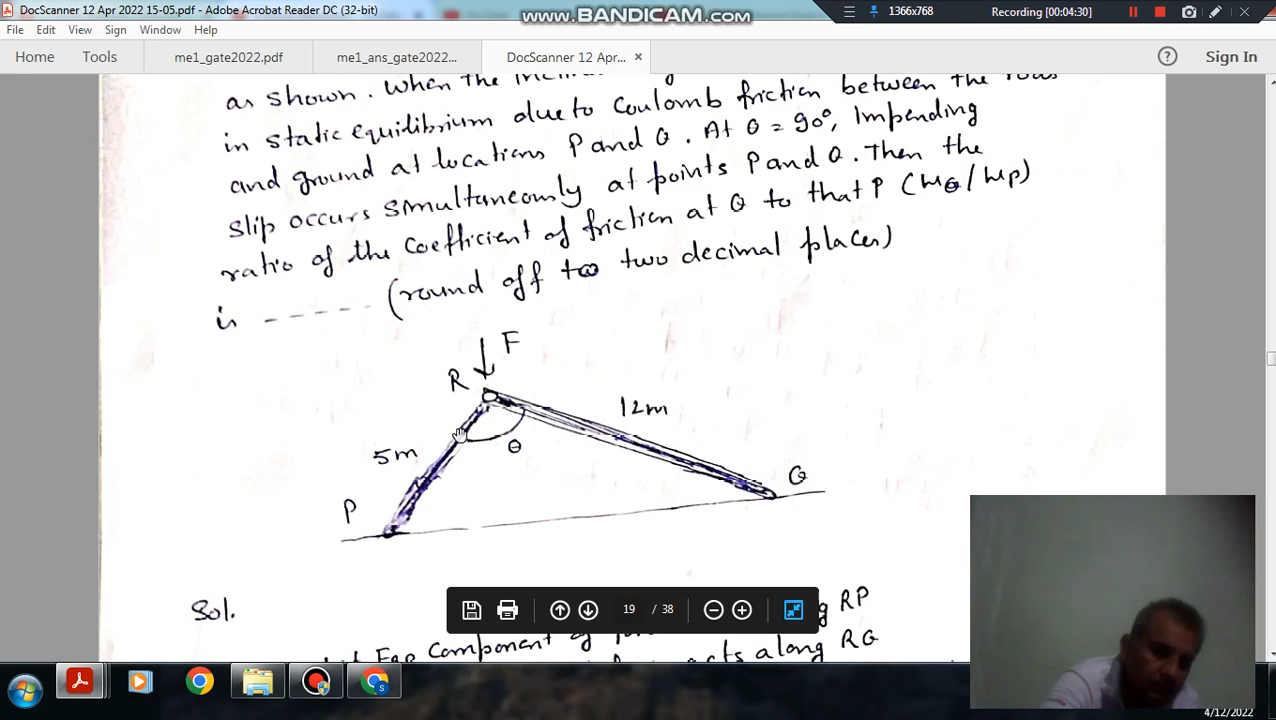 DocScanner 12 Apr 2022 15-05.pdf - Adobe Acrobat Reader DC (32-bit)
www.BANDICAM.com
1366x768
Recording [00:04:30]
File Edit View Sign Window Help
Home Tools me1_gate2022.pdf me1_ans_gate2022... DocScanner 12 Apr... × ? Sign In
as shown. When the
in static equilibrium due to Coulomb friction between the rods
and ground at locations P and Q. At θ = 90°, Impending
slip occurs simultaneously at points P and Q. Then the
ratio of the coefficient of friction at Q to that P (μQ/μP)
is ----- (round off to two decimal places)
F
R
12m
5m
θ
Q
P
Sol.
19 / 38
RP
component of
acts along RQ
4/12/2022